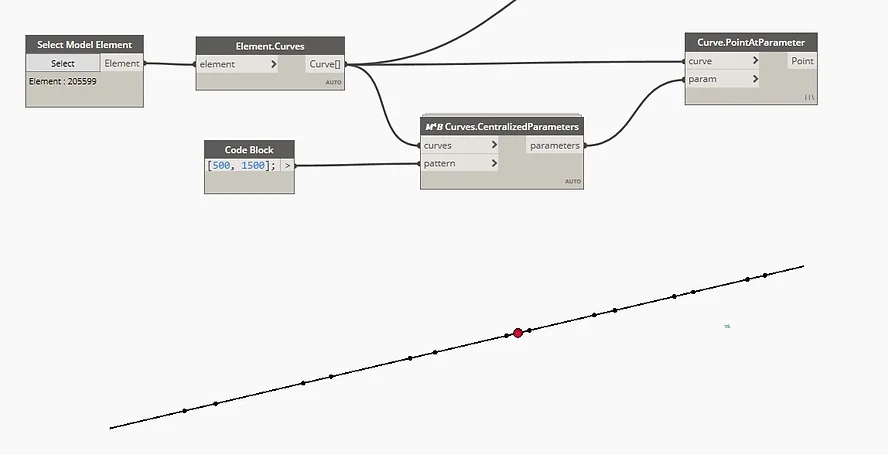 Select Model Element
Select
Element
Element : 205599
Element.Curves
element
>
Curve[]
AUTO
Code Block
[500, 1500];
>
Curves.CentralizedParameters
curves
>
parameters
pattern
>
AUTO
Curve.PointAtParameter
curve
>
Point
param
>